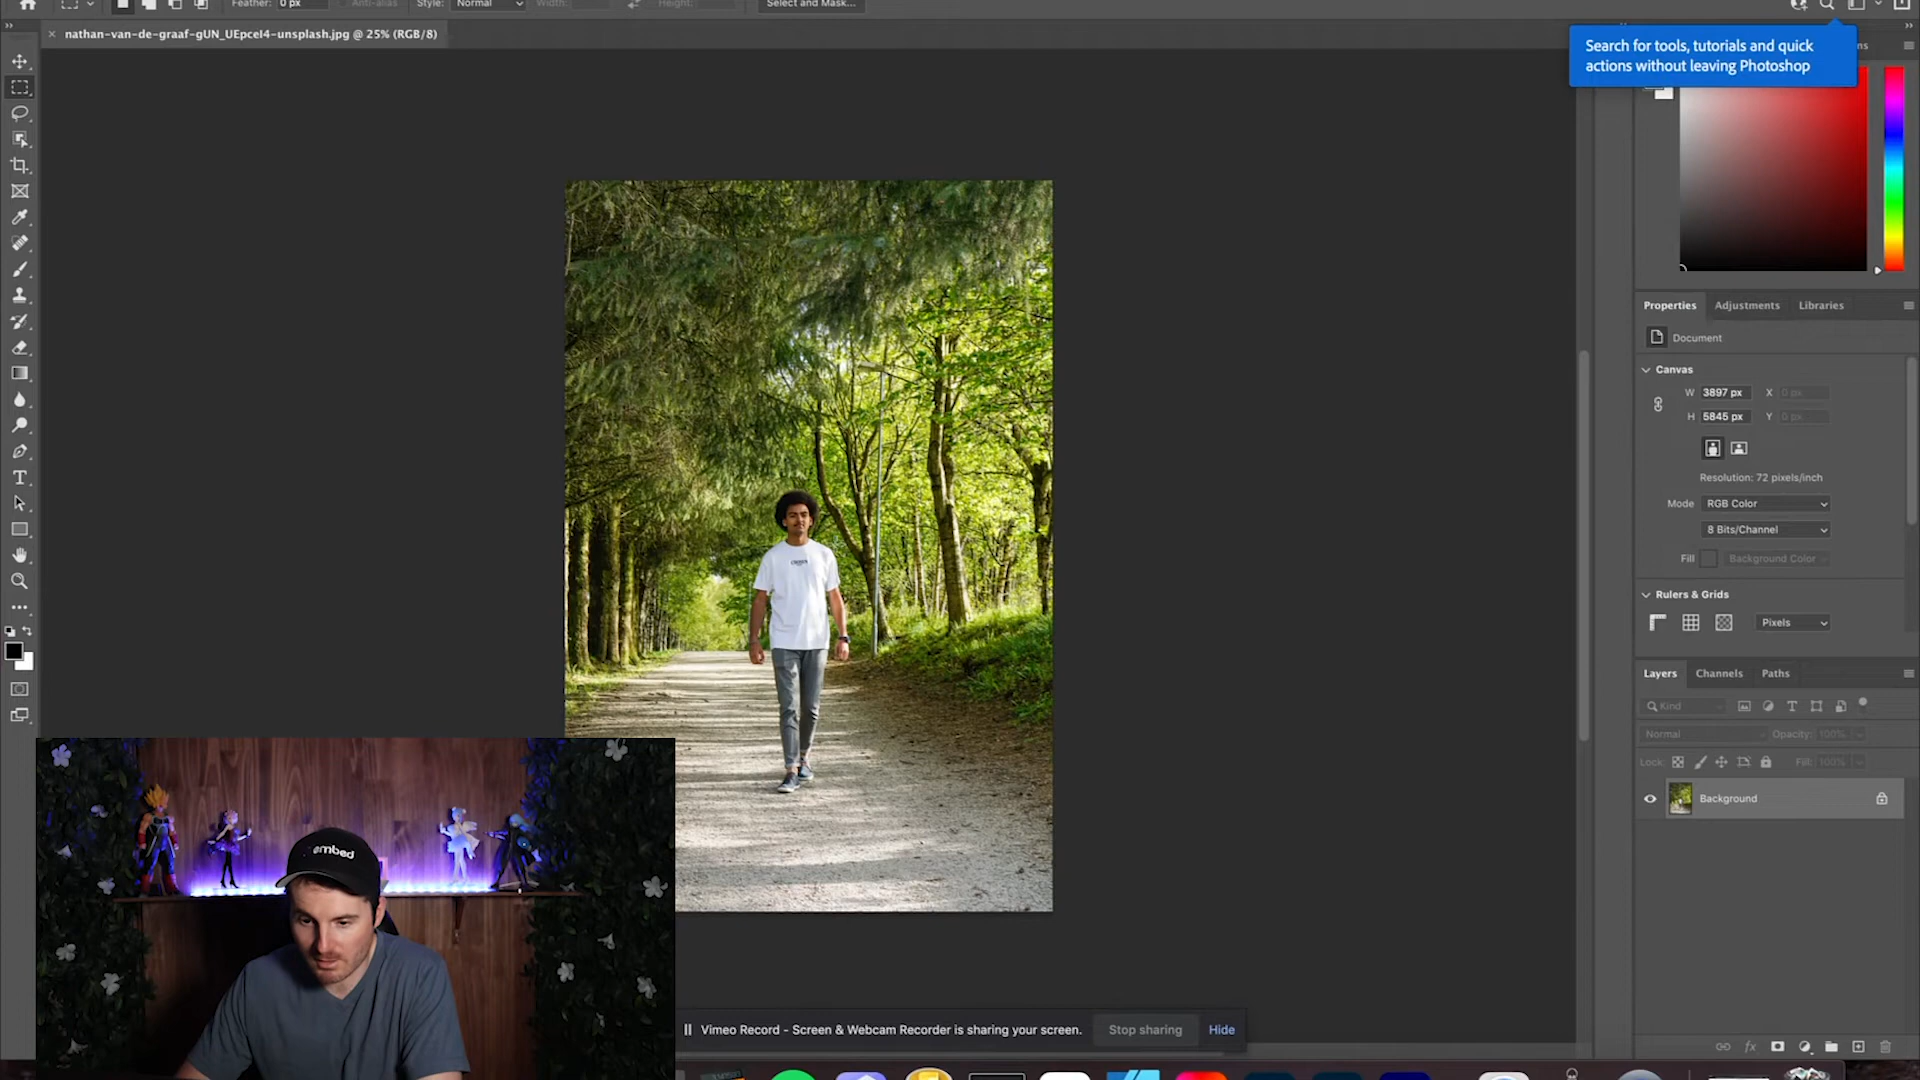 Feather: 0 px Anti-alias Style: Normal Width: Height: Select and Mask...
nathan-van-de-graaf-gUN_UEpceI4-unsplash.jpg @ 25% (RGB/8)
Search for tools, tutorials and quick
actions without leaving Photoshop
Properties Adjustments Libraries
Document
Canvas
W 3897 px X 0 px
H 5845 px Y 0 px
Resolution: 72 pixels/inch
Mode RGB Color
8 Bits/Channel
Fill Background Color
Rulers & Grids
Pixels
Layers Channels Paths
Kind
Normal Opacity: 100%
Lock: Fill: 100%
Background
embed
Vimeo Record - Screen & Webcam Recorder is sharing your screen. Stop sharing Hide